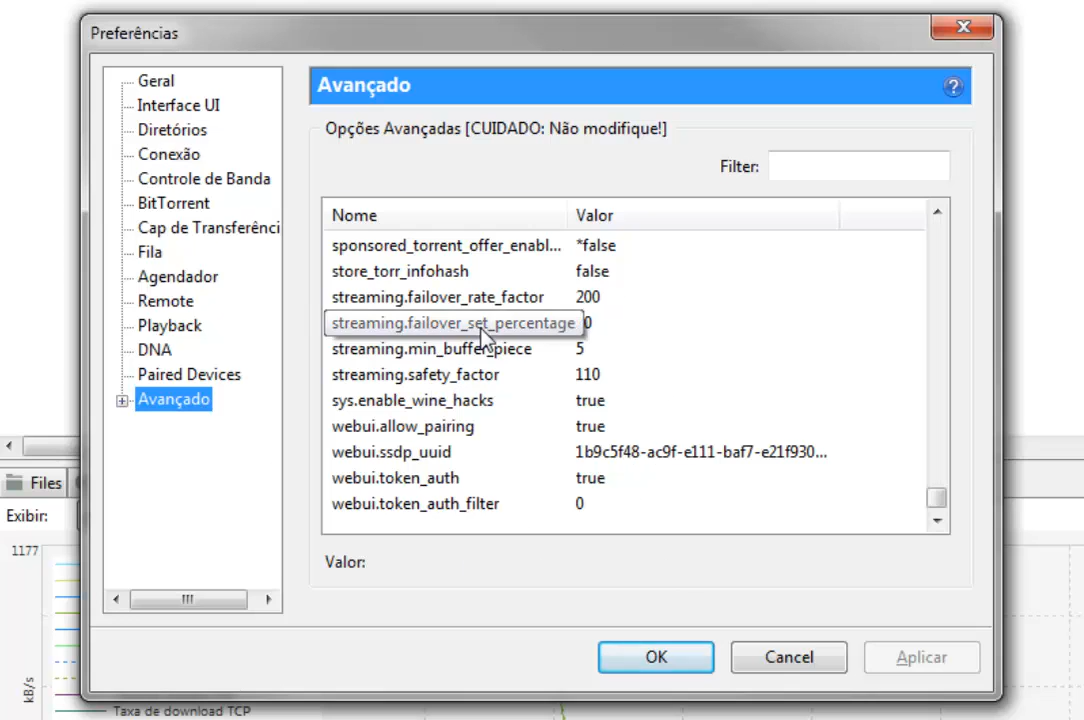 Preferências
Geral
Interface UI
Diretórios
Conexão
Controle de Banda
BitTorrent
Cap de Transferênci
Fila
Agendador
Remote
Playback
DNA
Paired Devices
Avançado
Avançado
Opções Avançadas [CUIDADO: Não modifique!]
Filter:
Nome Valor
sponsored_torrent_offer_enabl... *false
store_torr_infohash false
streaming.failover_rate_factor 200
streaming.failover_set_percentage 0
streaming.min_buffer_piece 5
streaming.safety_factor 110
sys.enable_wine_hacks true
webui.allow_pairing true
webui.ssdp_uuid 1b9c5f48-ac9f-e111-baf7-e21f930...
webui.token_auth true
webui.token_auth_filter 0
Valor:
OK Cancel Aplicar
Files
Exibir:
1177
kB/s
Taxa de download TCP